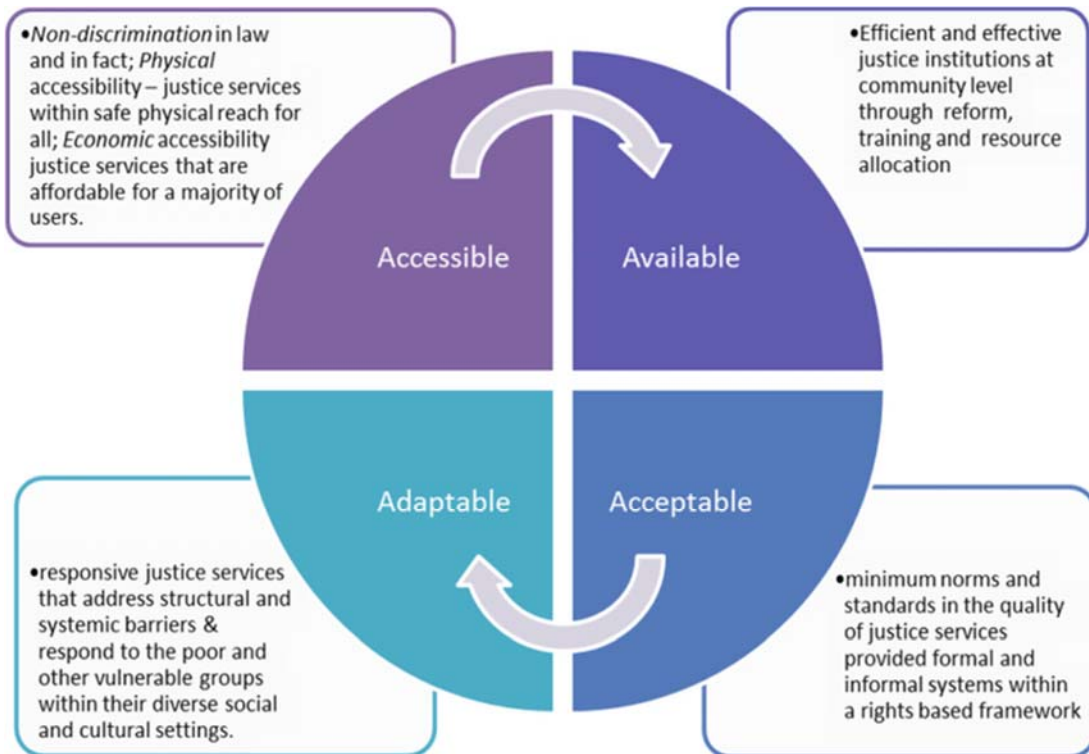 •Non-discrimination in law
and in fact; Physical
accessibility – justice services
within safe physical reach for
all; Economic accessibility
justice services that are
affordable for a majority of
users.
•Efficient and effective
justice institutions at
community level
through reform,
training and resource
allocation
Accessible
Available
Adaptable
Acceptable
•responsive justice services
that address structural and
systemic barriers &
respond to the poor and
other vulnerable groups
within their diverse social
and cultural settings.
•minimum norms and
standards in the quality
of justice services
provided formal and
informal systems within
a rights based framework